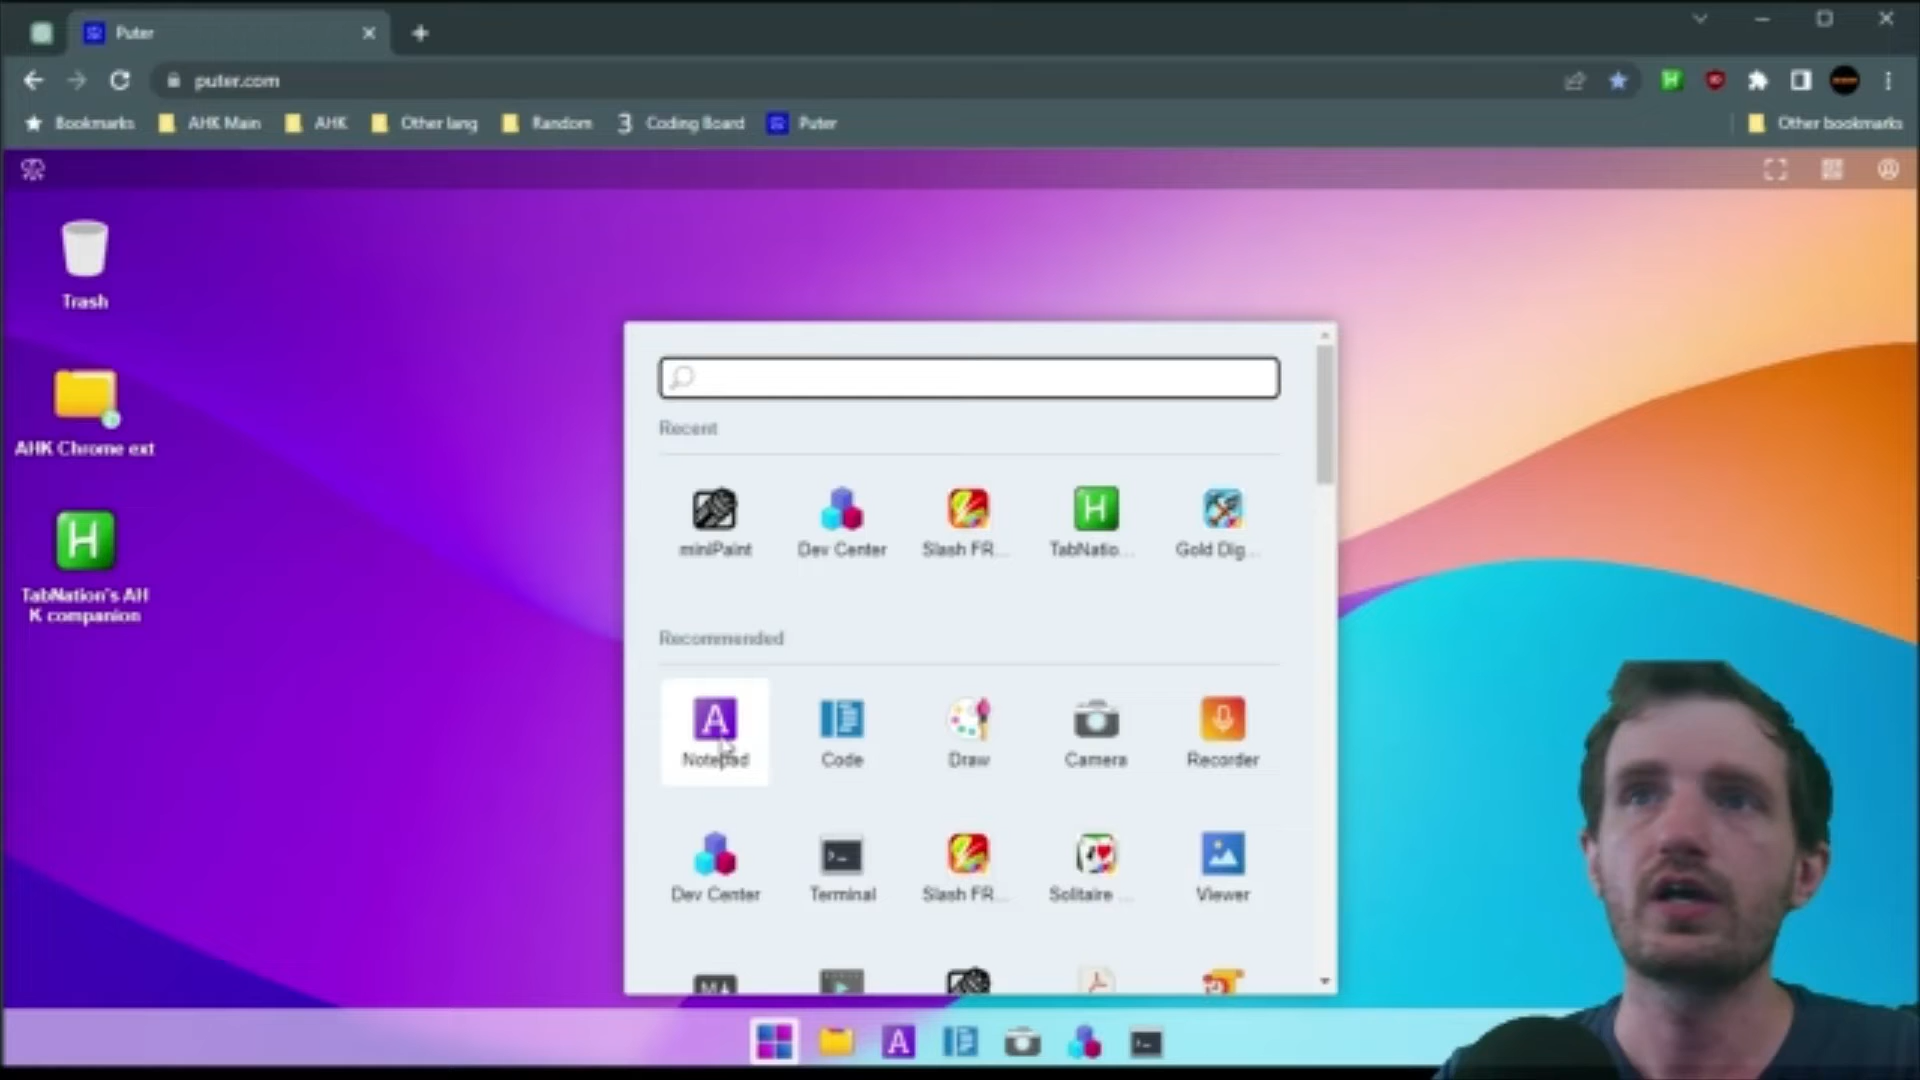 Puter
puter.com
Bookmarks AHK Main AHK Other lang Random Coding Board Puter Other bookmarks
Trash
AHK Chrome ext
TabNation's AH
K companion
Recent
miniPaint Dev Center Slash FR... TabNatio... Gold Dig...
Recommended
A
Notepad Code Draw Camera Recorder
Dev Center Terminal Slash FR... Solitaire ... Viewer
A